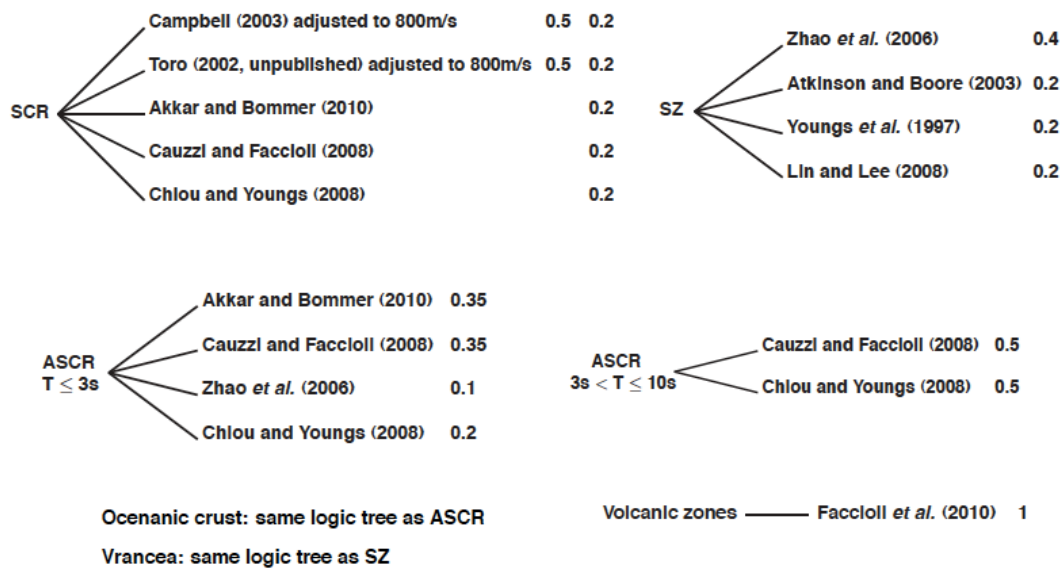 Campbell (2003) adjusted to 800m/s 0.5 0.2
Toro (2002, unpublished) adjusted to 800m/s 0.5 0.2
SCR
Akkar and Bommer (2010) 0.2
Cauzzi and Faccioli (2008) 0.2
Chiou and Youngs (2008) 0.2
Zhao et al. (2006) 0.4
Atkinson and Boore (2003) 0.2
SZ
Youngs et al. (1997) 0.2
Lin and Lee (2008) 0.2
Akkar and Bommer (2010) 0.35
Cauzzi and Faccioli (2008) 0.35
ASCR
T ≤ 3s
Zhao et al. (2006) 0.1
Chiou and Youngs (2008) 0.2
Cauzzi and Faccioli (2008) 0.5
ASCR
3s < T ≤ 10s
Chiou and Youngs (2008) 0.5
Ocenanic crust: same logic tree as ASCR
Vrancea: same logic tree as SZ
Volcanic zones Faccioli et al. (2010) 1